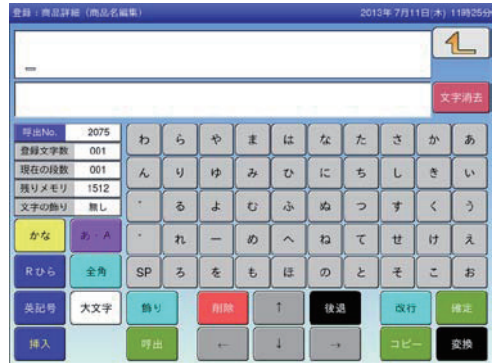 登録：商品詳細（商品名編集） 2013年 7月11日(木) 11時25分
文字消去
呼出No. 2075
登録文字数 001
現在の段数 001
残りメモリ 1512
文字の飾り 無し
わ ら や ま は な た さ か あ
ん り ゆ み ひ に ち し き い
゛ る よ む ふ ぬ つ す く う
゜ れ ー め へ ね て せ け え
SP ろ を も ほ の と そ こ お
かな あ・A
Rひら 全角
英記号 大文字 飾り 削除 ↑ 後退 改行 確定
挿入 呼出 ← ↓ → コピー 変換